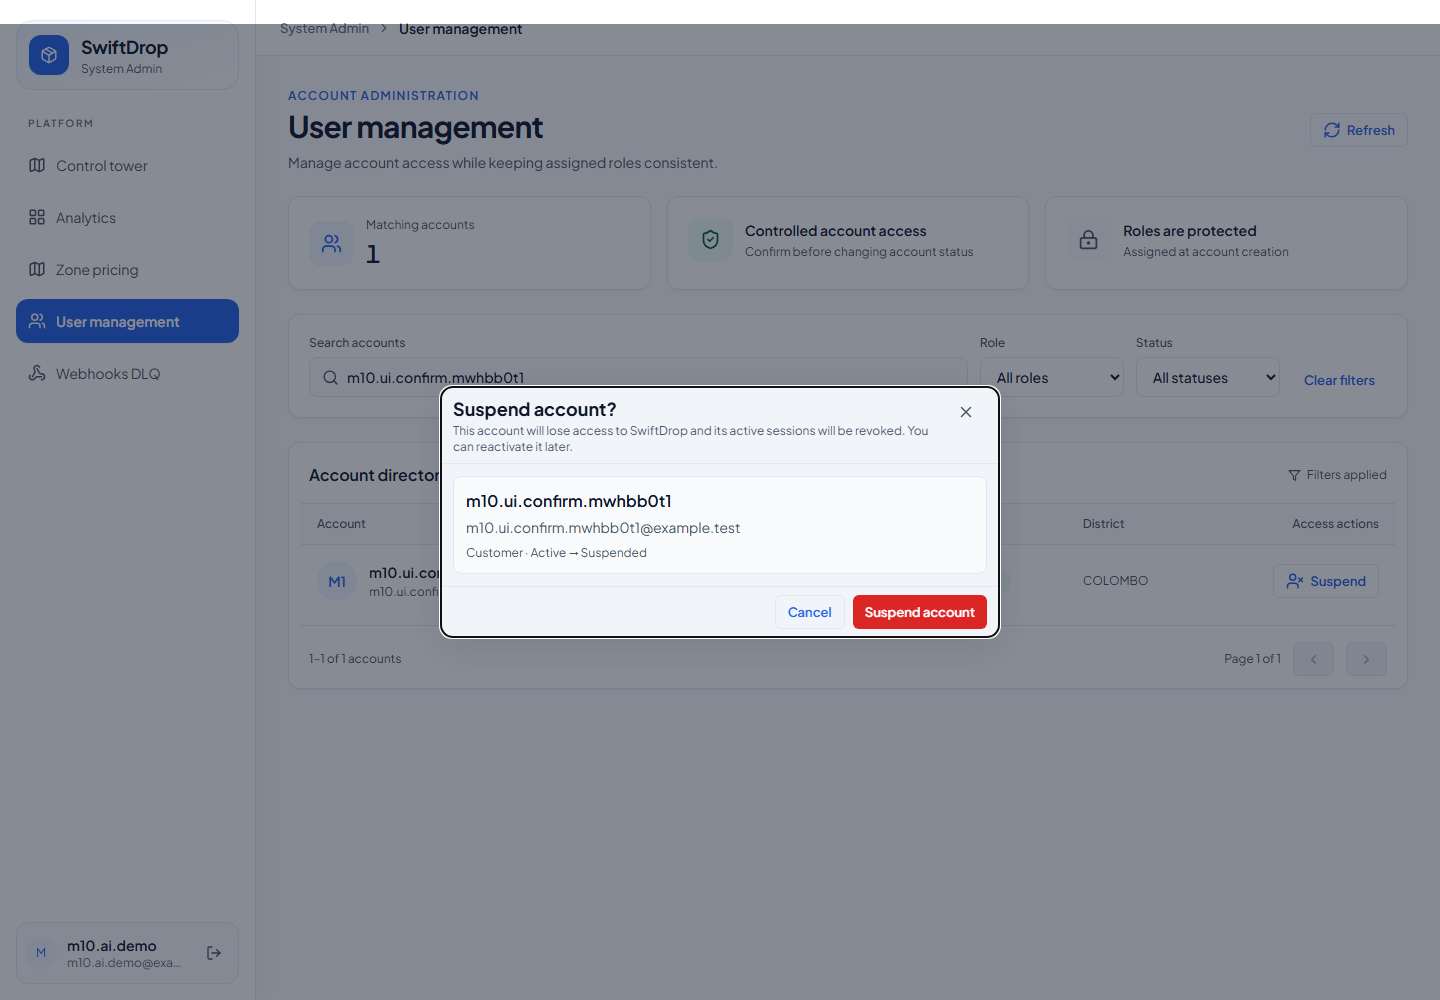 SwiftDrop
System Admin
PLATFORM
Control tower
Analytics
Zone pricing
User management
Webhooks DLQ
M
m10.ai.demo
m10.ai.demo@exa...
System Admin > User management
ACCOUNT ADMINISTRATION
User management
Manage account access while keeping assigned roles consistent.
Refresh
Matching accounts
1
Controlled account access
Confirm before changing account status
Roles are protected
Assigned at account creation
Search accounts
m10.ui.confirm.mwhbb0t1
Role
All roles
Status
All statuses
Clear filters
Account director
Filters applied
Account
District
Access actions
M1
m10.ui.co
m10.ui.confi
COLOMBO
Suspend
1–1 of 1 accounts
Page 1 of 1
Suspend account?
This account will lose access to SwiftDrop and its active sessions will be revoked. You
can reactivate it later.
m10.ui.confirm.mwhbb0t1
m10.ui.confirm.mwhbb0t1@example.test
Customer · Active → Suspended
Cancel
Suspend account